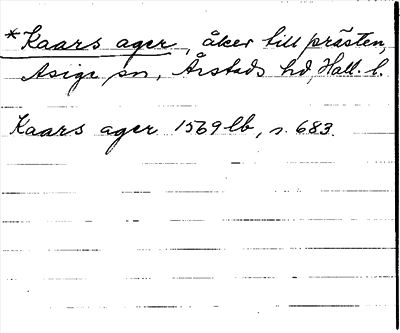 *Kaars ager, åker till prästen,
Asige sn, Årstads hd, Hall. l.
Kaars ager 1569 lb, s. 683.